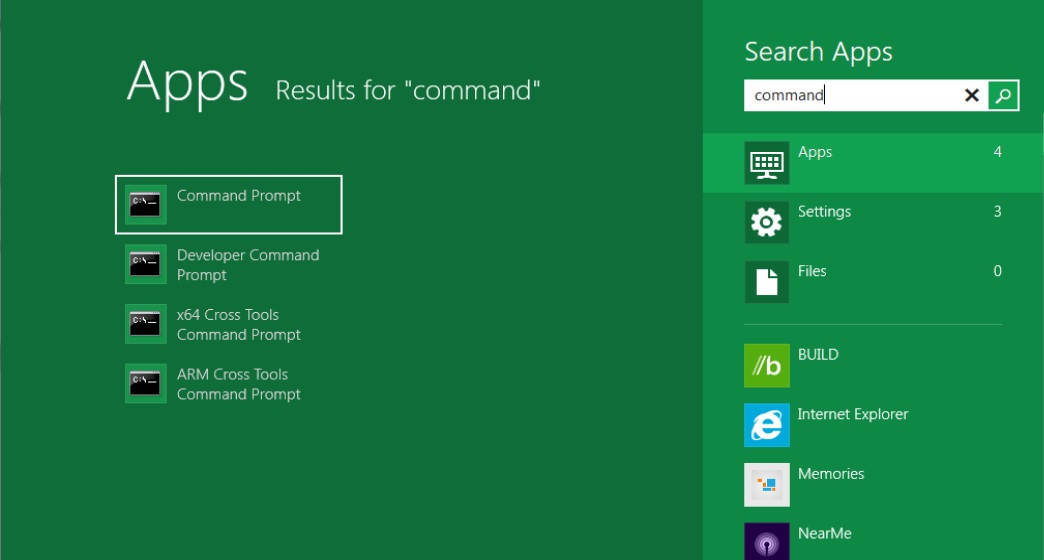 Apps Results for "command"
Command Prompt
Developer Command
Prompt
x64 Cross Tools
Command Prompt
ARM Cross Tools
Command Prompt
Search Apps
command
Apps 4
Settings 3
Files 0
//b BUILD
Internet Explorer
Memories
NearMe